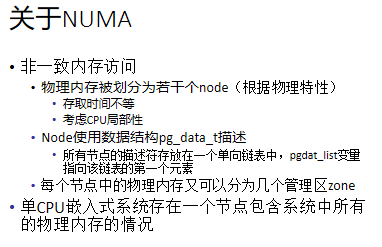 关于NUMA
• 非一致内存访问
• 物理内存被划分为若干个node（根据物理特性）
• 存取时间不等
• 考虑CPU局部性
• Node使用数据结构pg_data_t描述
• 所有节点的描述符存放在一个单向链表中，pgdat_list变量
指向该链表的第一个元素
• 每个节点中的物理内存又可以分为几个管理区zone
• 单CPU嵌入式系统存在一个节点包含系统中所有
的物理内存的情况